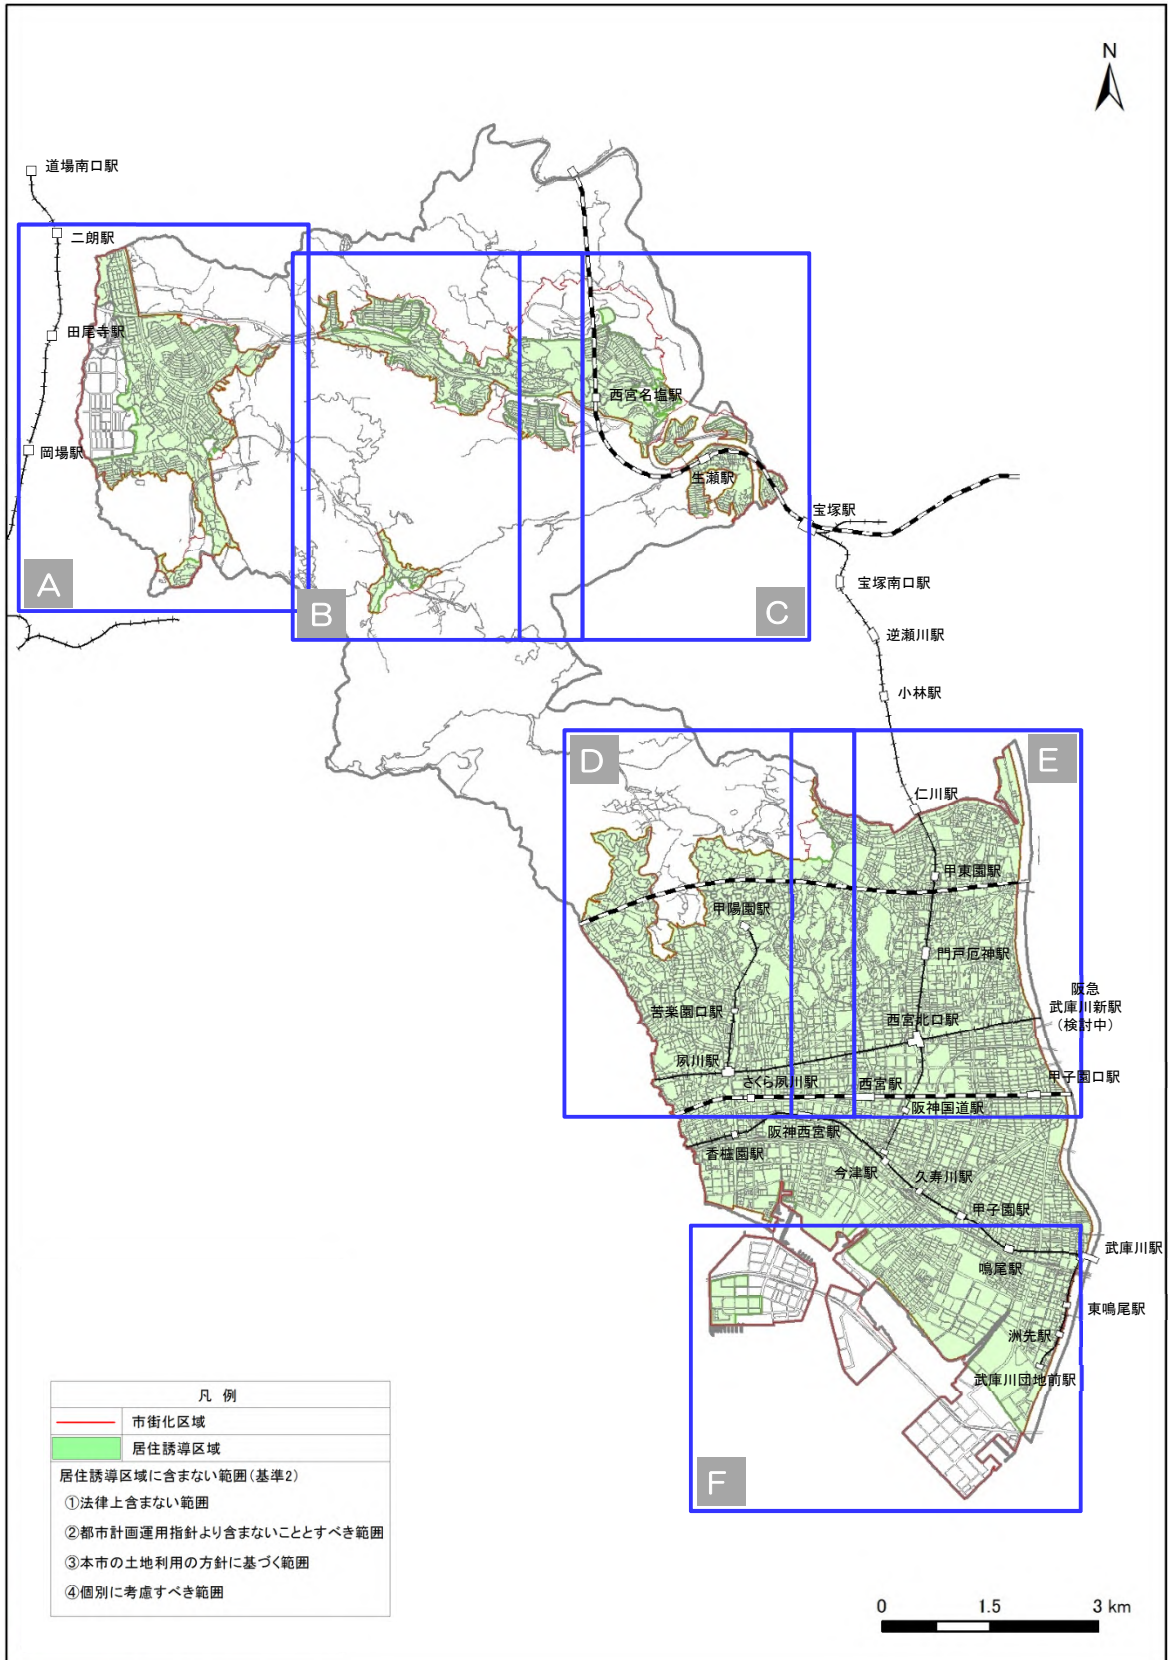 N
道場南口駅
二朗駅
田尾寺駅
岡場駅
西宮名塩駅
生瀬駅
宝塚駅
宝塚南口駅
逆瀬川駅
小林駅
A
B
C
D
E
仁川駅
甲東園駅
甲陽園駅
門戸厄神駅
阪急
武庫川新駅
(検討中)
苦楽園口駅
西宮北口駅
夙川駅
さくら夙川駅
西宮駅
甲子園口駅
阪神国道駅
阪神西宮駅
香櫨園駅
今津駅
久寿川駅
甲子園駅
武庫川駅
鳴尾駅
東鳴尾駅
洲先駅
武庫川団地前駅
F
凡 例
市街化区域
居住誘導区域
居住誘導区域に含まない範囲(基準2)
①法律上含まない範囲
②都市計画運用指針より含まないこととすべき範囲
③本市の土地利用の方針に基づく範囲
④個別に考慮すべき範囲
0 1.5 3 km